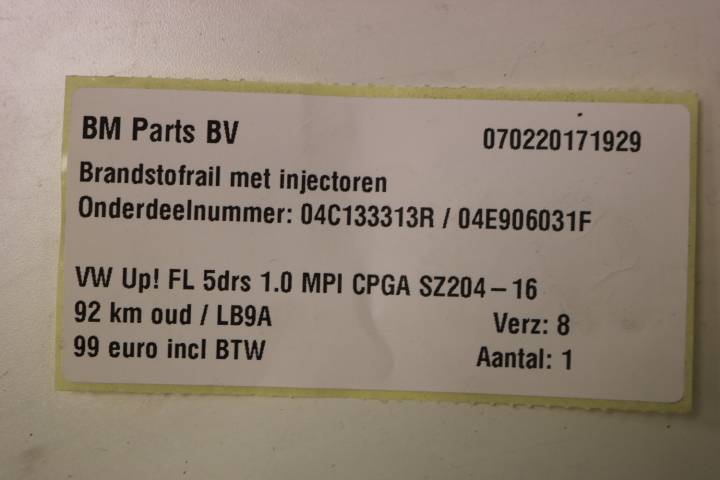 BM Parts BV 070220171929
Brandstofrail met injectoren
Onderdeelnummer: 04C133313R / 04E906031F
VW Up! FL 5drs 1.0 MPI CPGA SZ204-16
92 km oud / LB9A Verz: 8
99 euro incl BTW Aantal: 1